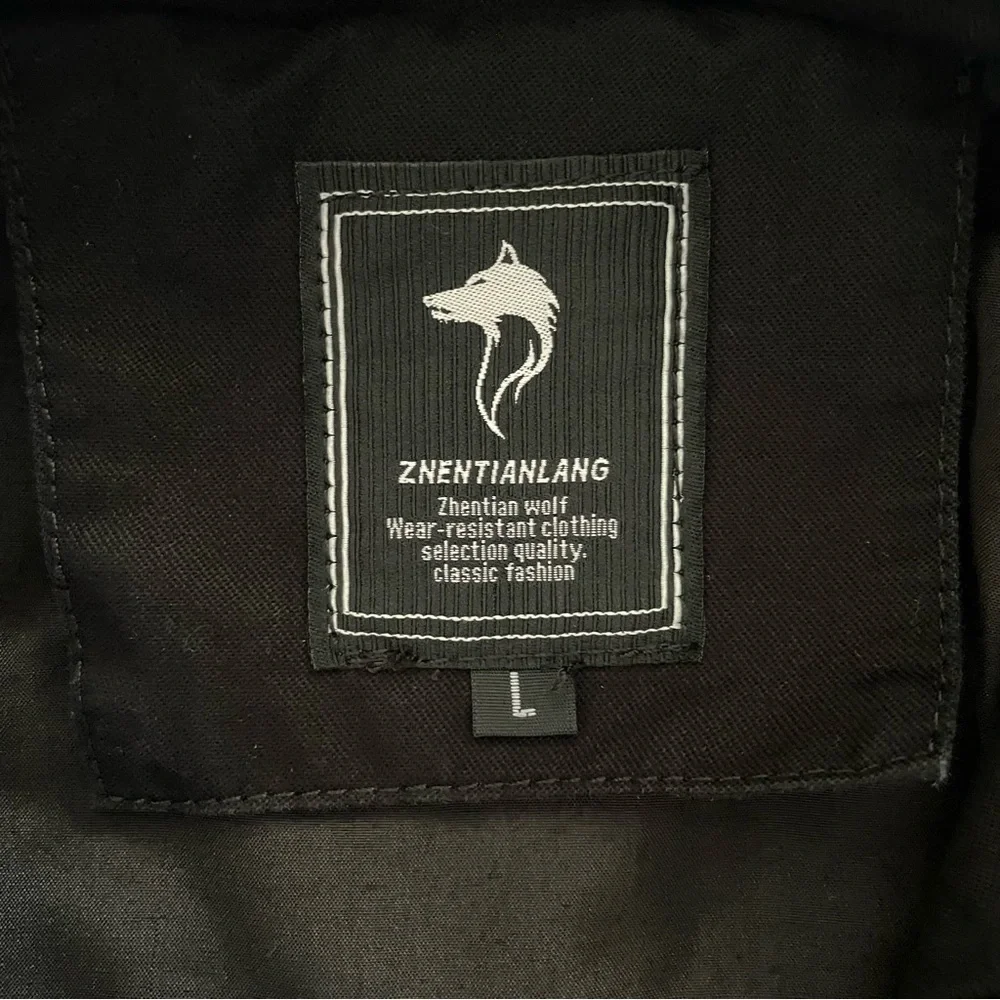 ZNENTIANLANG
Zhentian wolf
Wear-resistant clothing
selection quality.
classic fashion
L